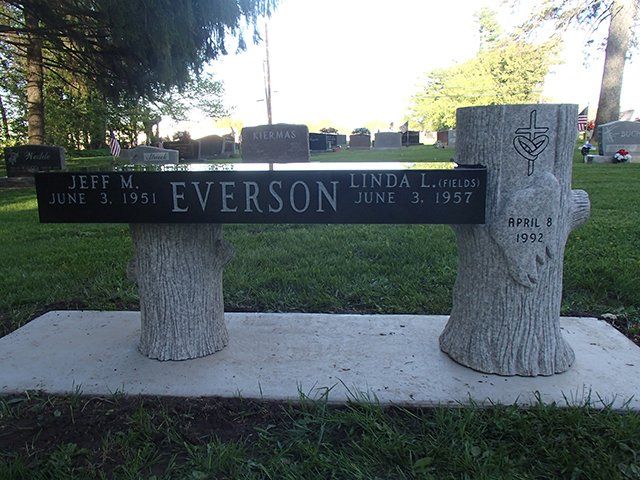 KIERMAS
JEFF M.
JUNE 3, 1951
EVERSON
LINDA L. (FIELDS)
JUNE 3, 1957
APRIL 8
1992